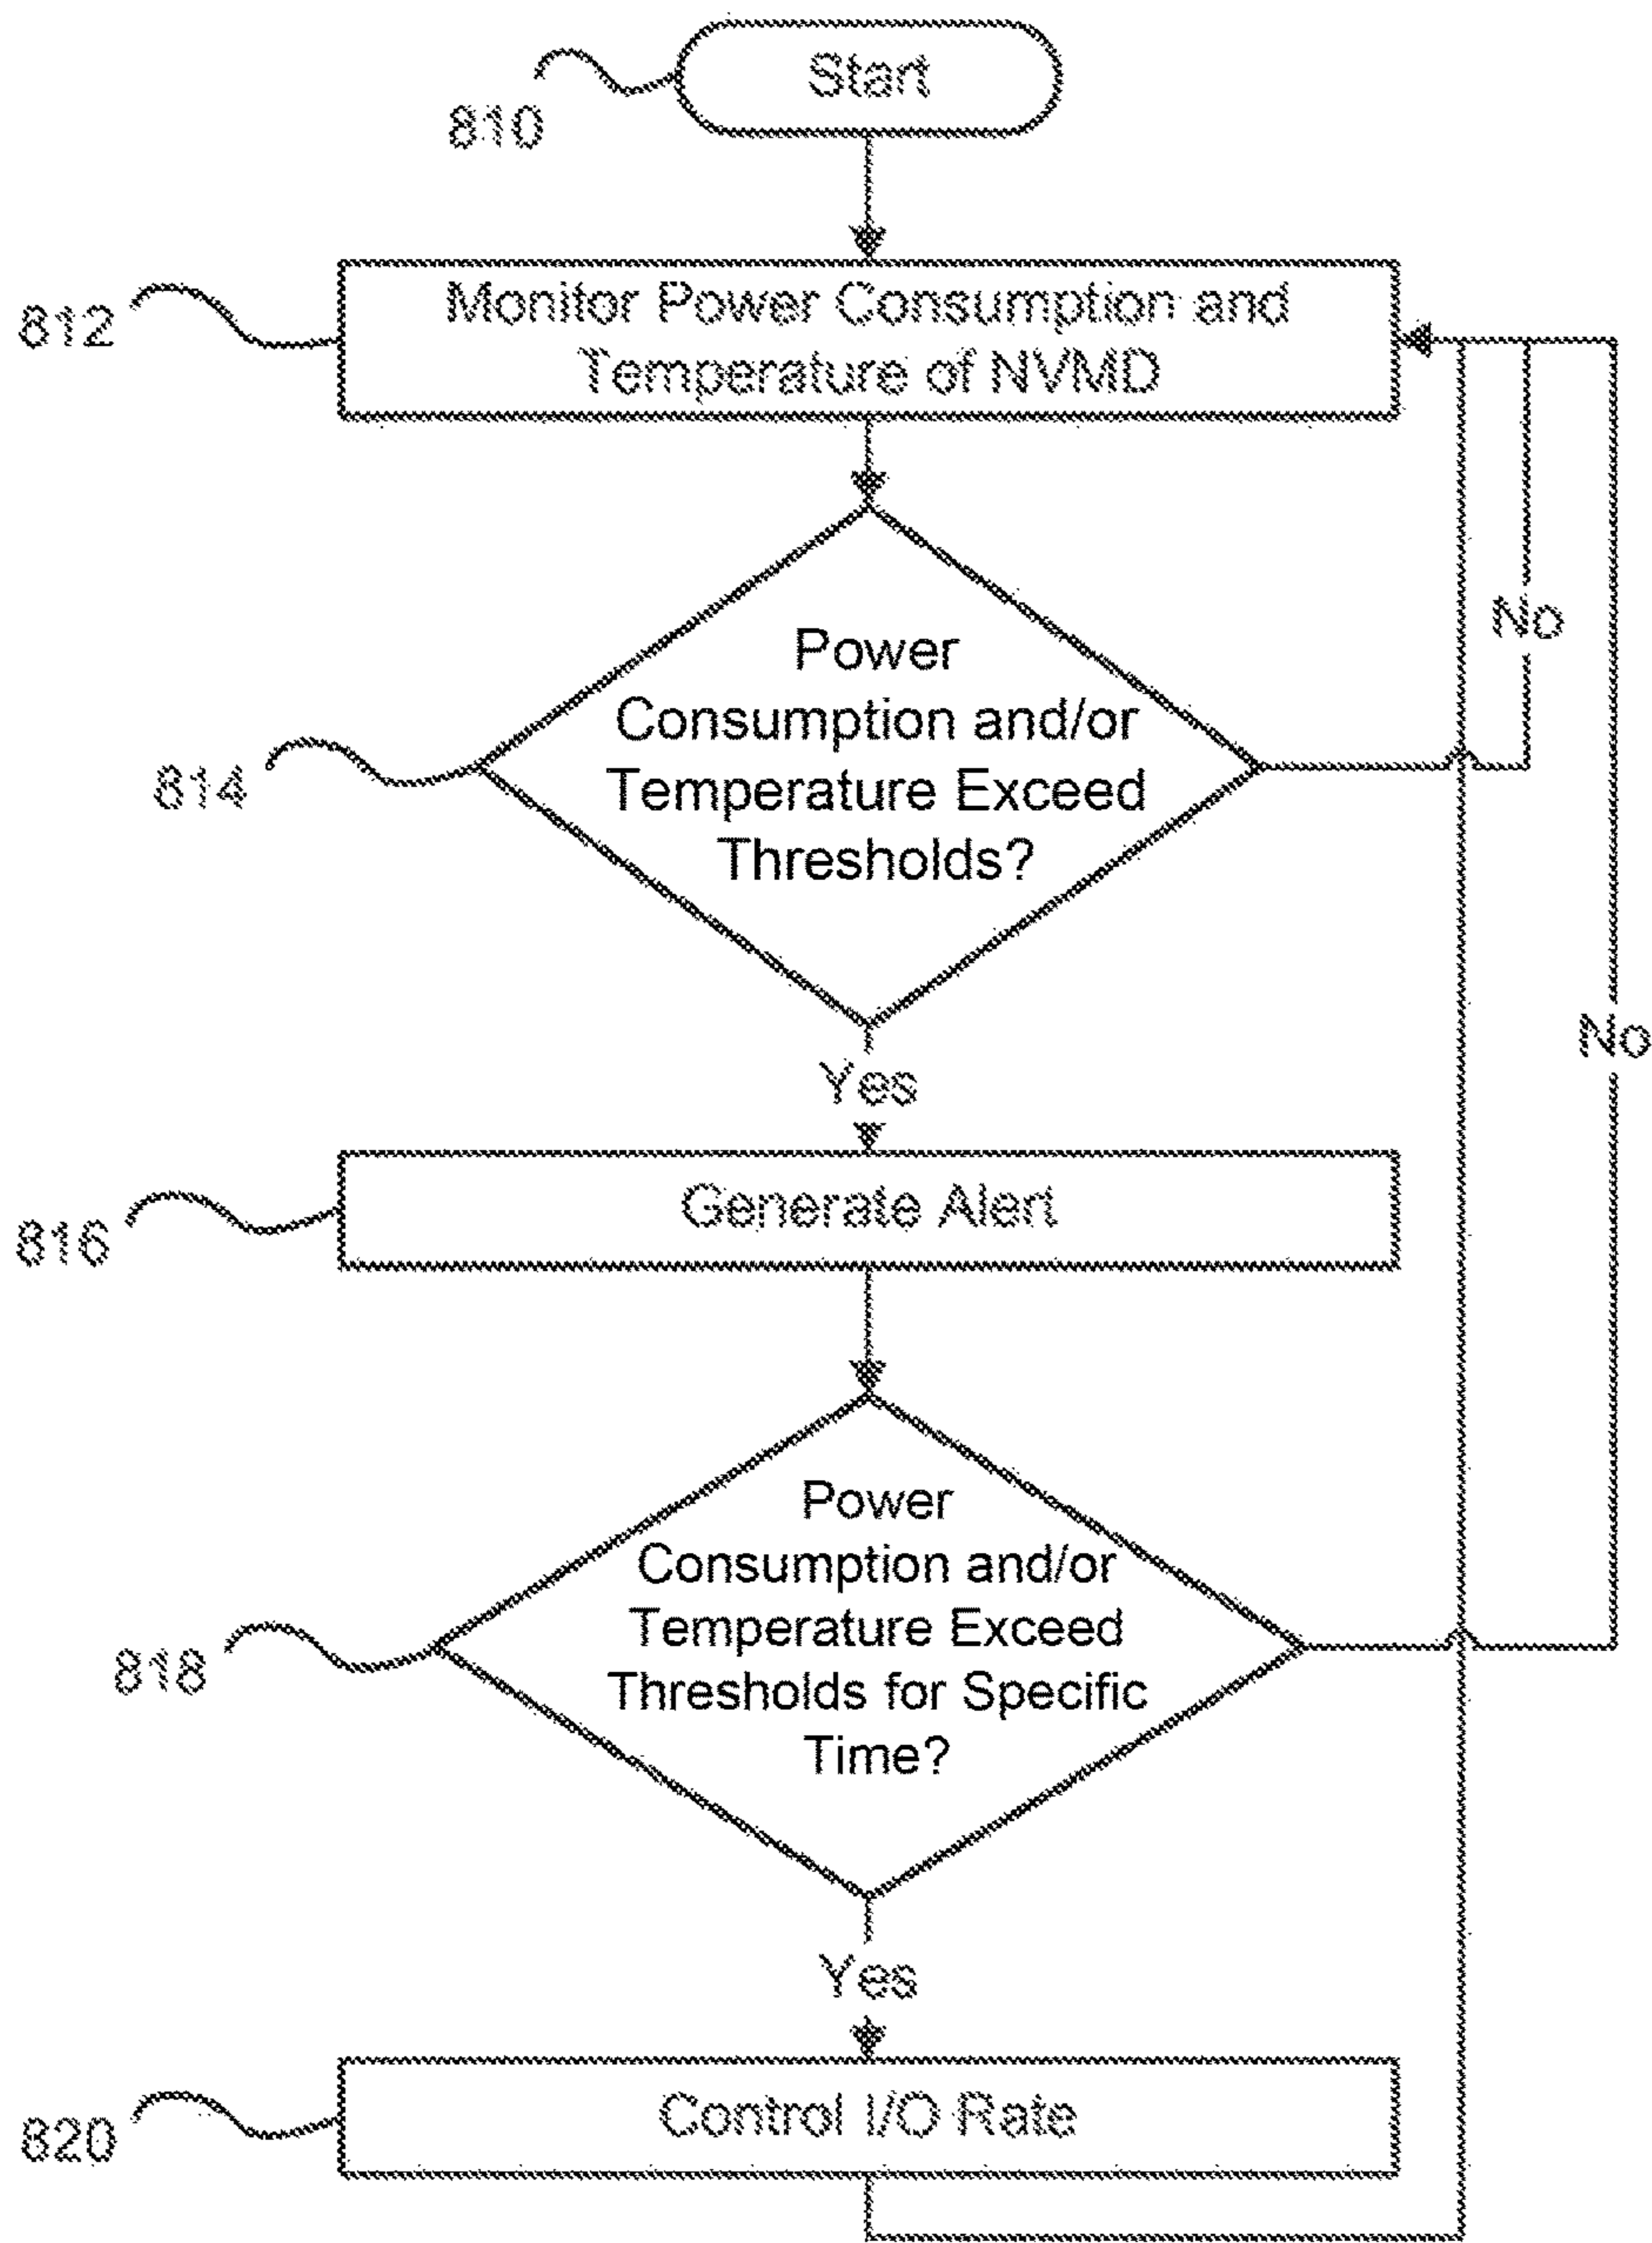 Start
810
Monitor Power Consumption and
Temperature of NVMD
812
Power
Consumption and/or
Temperature Exceed
Thresholds?
No
814
No
Yes
Generate Alert
816
Power
Consumption and/or
Temperature Exceed
Thresholds for Specific
Time?
818
Yes
Control I/O Rate
820